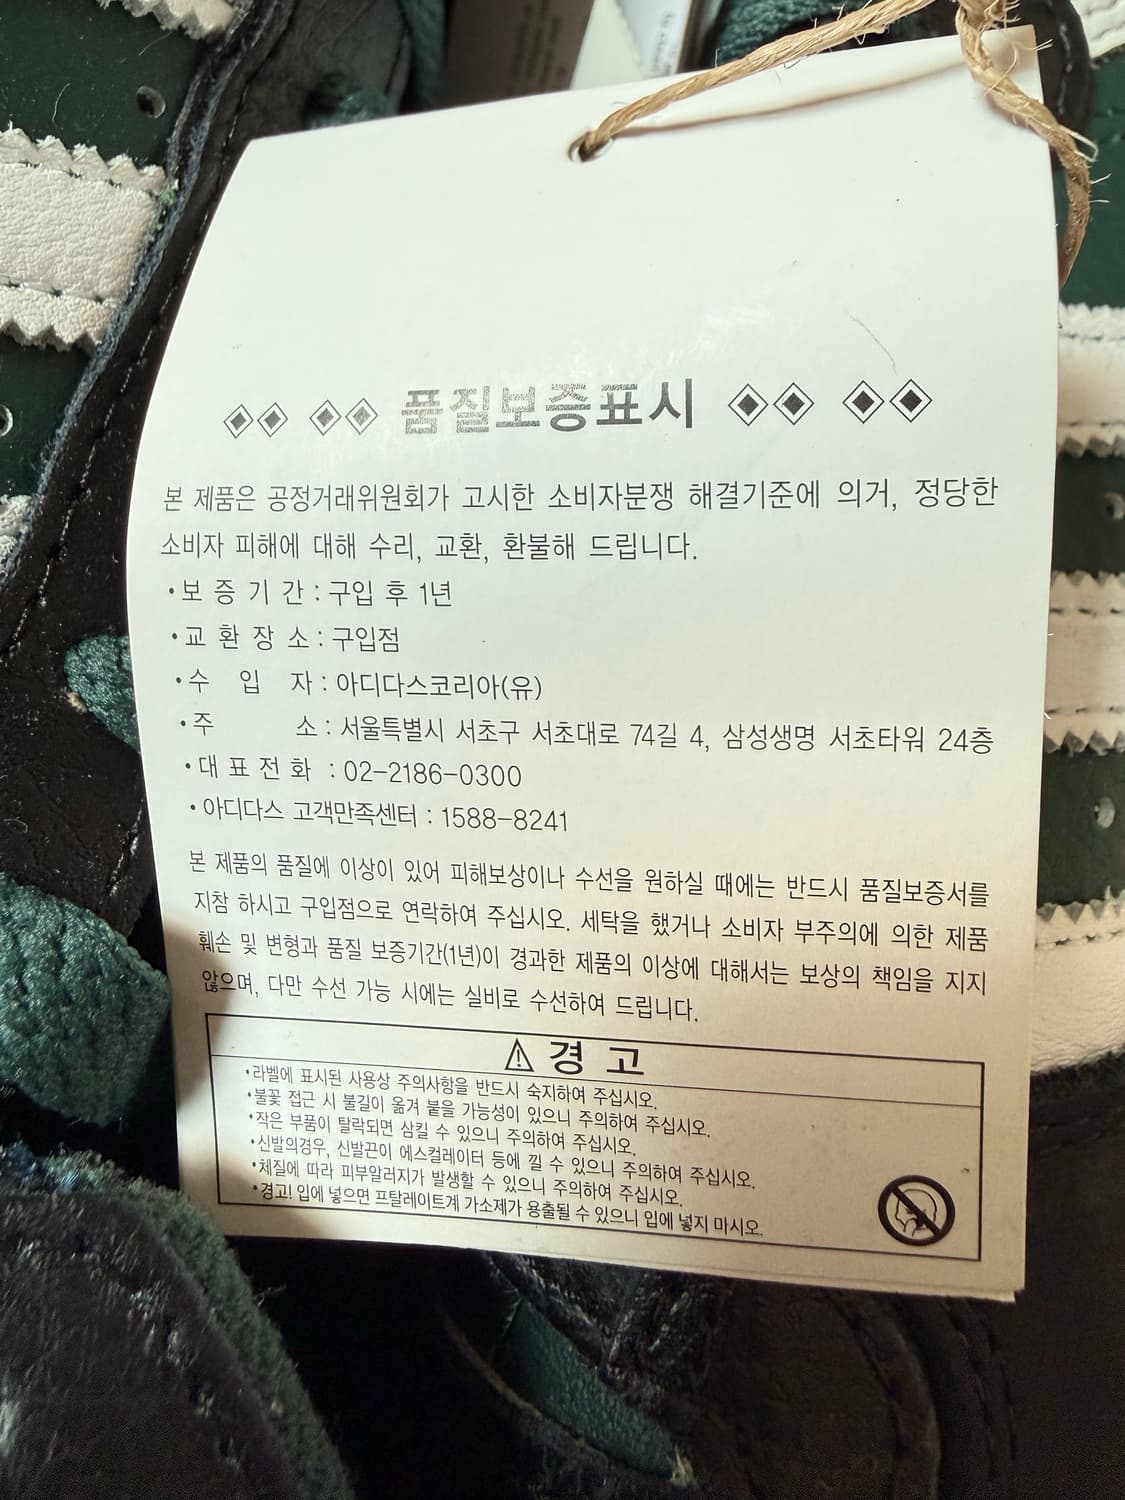 ◈◈ ◈◈ 품질보증표시 ◈◈ ◈◈
본 제품은 공정거래위원회가 고시한 소비자분쟁 해결기준에 의거, 정당한
소비자 피해에 대해 수리, 교환, 환불해 드립니다.
•보 증 기 간 : 구입 후 1년
•교 환 장 소 : 구입점
•수 입 자 : 아디다스코리아(유)
•주 소 : 서울특별시 서초구 서초대로 74길 4, 삼성생명 서초타워 24층
•대 표 전 화 : 02-2186-0300
•아디다스 고객만족센터 : 1588-8241
본 제품의 품질에 이상이 있어 피해보상이나 수선을 원하실 때에는 반드시 품질보증서를
지참 하시고 구입점으로 연락하여 주십시오. 세탁을 했거나 소비자 부주의에 의한 제품
훼손 및 변형과 품질 보증기간(1년)이 경과한 제품의 이상에 대해서는 보상의 책임을 지지
않으며, 다만 수선 가능 시에는 실비로 수선하여 드립니다.
⚠ 경 고
•라벨에 표시된 사용상 주의사항을 반드시 숙지하여 주십시오.
•불꽃 접근 시 불길이 옮겨 붙을 가능성이 있으니 주의하여 주십시오.
•작은 부품이 탈락되면 삼킬 수 있으니 주의하여 주십시오.
•신발의경우, 신발끈이 에스컬레이터 등에 낄 수 있으니 주의하여 주십시오.
•체질에 따라 피부알러지가 발생할 수 있으니 주의하여 주십시오.
•경고! 입에 넣으면 프탈레이트계 가소제가 용출될 수 있으니 입에 넣지 마시오.